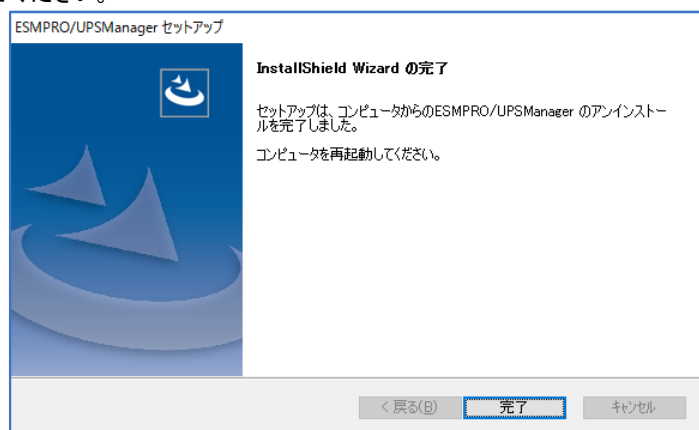 ください。
ESMPRO/UPSManager セットアップ
InstallShield Wizard の完了
セットアップは、コンピュータからのESMPRO/UPSManager のアンインストー
ルを完了しました。
コンピュータを再起動してください。
< 戻る(B)
完了
キャンセル